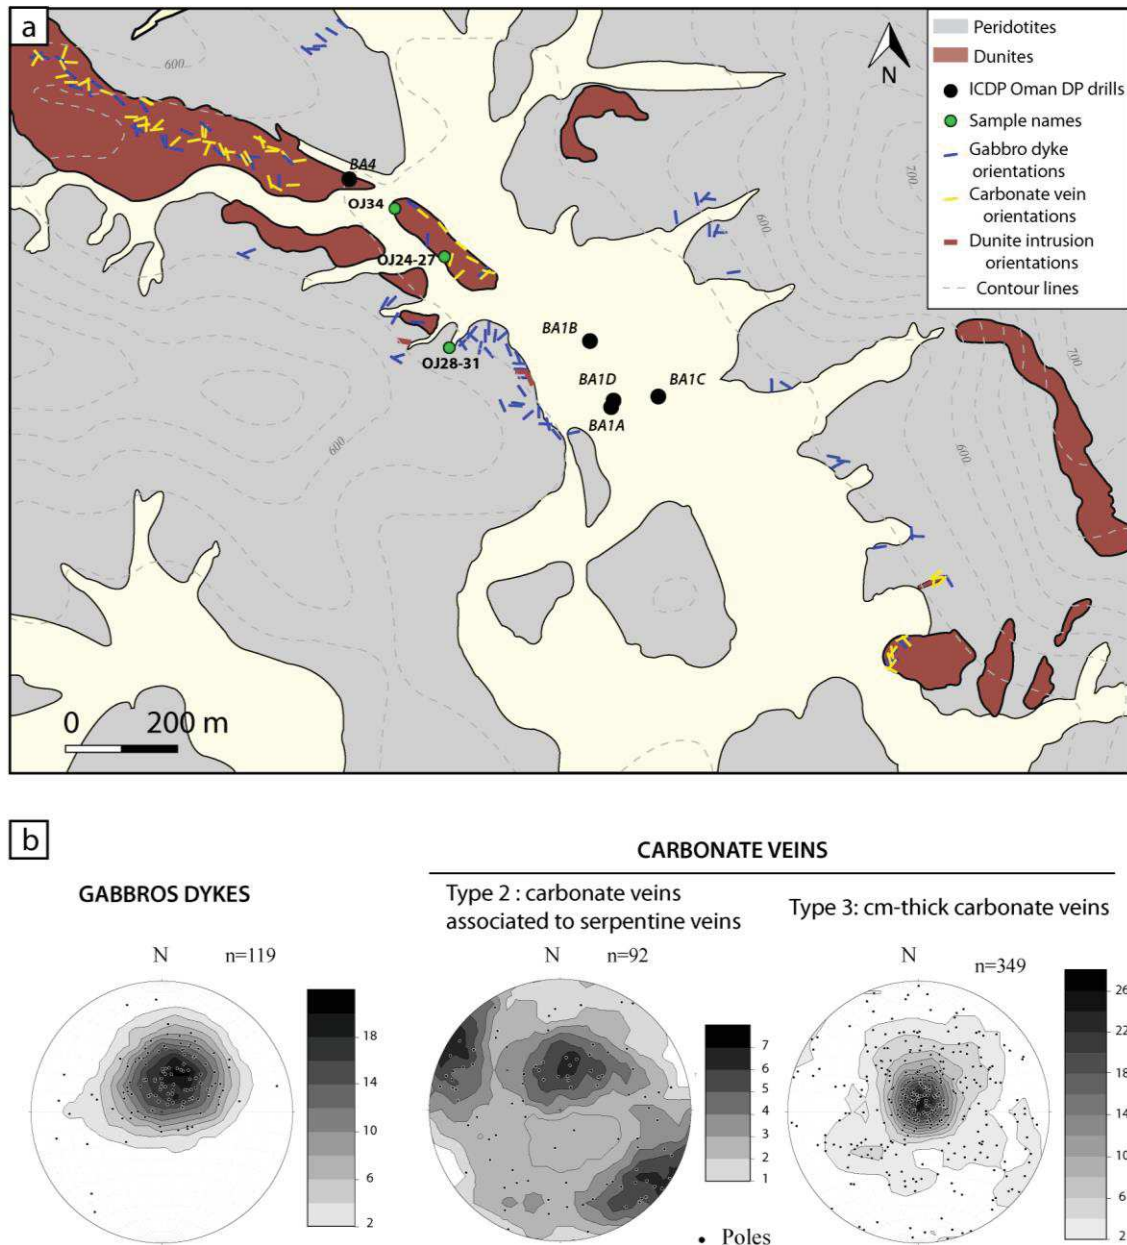 a
600
N
Peridotites
Dunites
ICDP Oman DP drills
Sample names
Gabbro dyke
orientations
Carbonate vein
orientations
Dunite intrusion
orientations
Contour lines
700
600
BA4
OJ34
OJ24-27
OJ28-31
BA1B
BA1D
BA1C
BA1A
700
600
600
0 200 m
b
CARBONATE VEINS
GABBROS DYKES
Type 2 : carbonate veins
associated to serpentine veins
Type 3: cm-thick carbonate veins
N n=119
18
14
10
6
2
N n=92
7
6
5
4
3
2
1
N n=349
26
22
18
14
10
6
2
• Poles